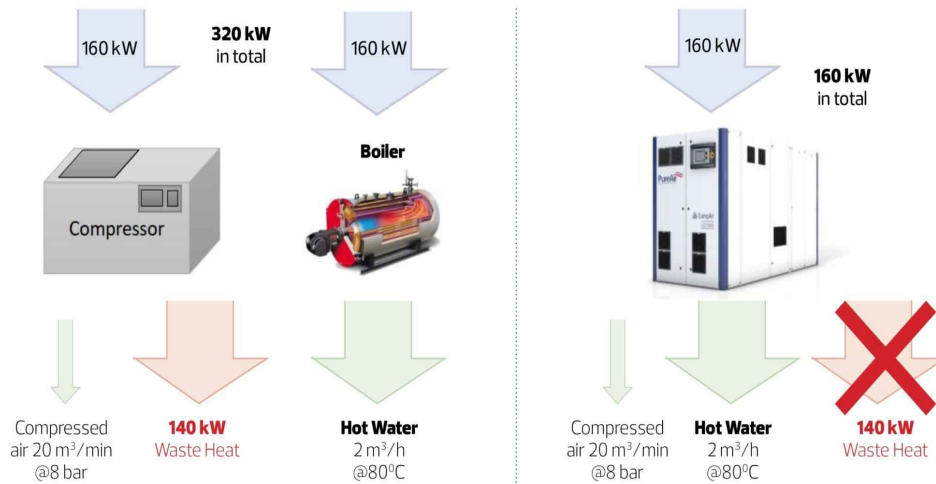 160 kW
320 kW
in total
160 kW
160 kW
160 kW
in total
Boiler
Compressor
PureAir
CompAir
Compressed
air 20 m³/min
@8 bar
140 kW
Waste Heat
Hot Water
2 m³/h
@80⁰C
Compressed
air 20 m³/min
@8 bar
Hot Water
2 m³/h
@80⁰C
140 kW
Waste Heat